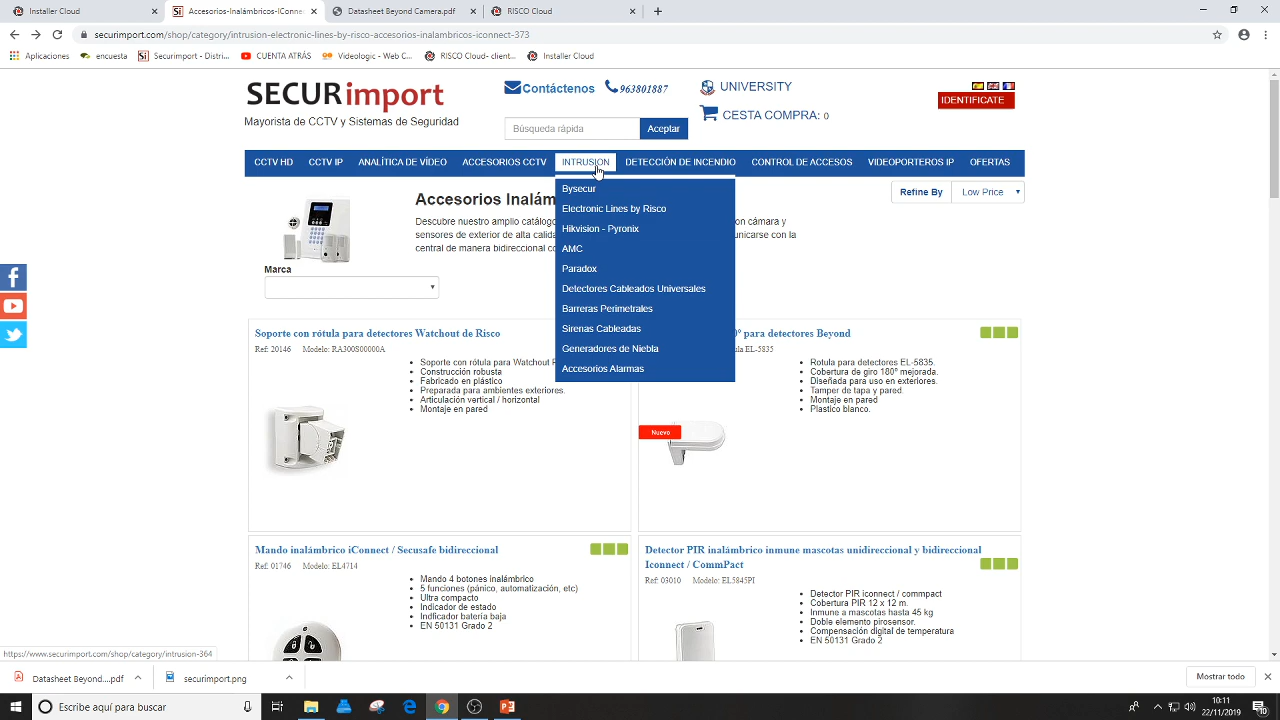 Installer Cloud
Accesorios-Inalambricos-iConnec
Datasheet Beyond Camera.pdf
RISCO Cloud
securimport.com/shop/category/intrusion-electronic-lines-by-risco-accesorios-inalambricos-iconnect-373
Aplicaciones
encuesta
Securimport - Distri...
CUENTA ATRÁS
Videologic - Web C...
RISCO Cloud- client...
Installer Cloud
SECURimport
Mayorista de CCTV y Sistemas de Seguridad
Contáctenos
963801887
UNIVERSITY
CESTA COMPRA: 0
IDENTIFICATE
Búsqueda rápida
Aceptar
CCTV HD
CCTV IP
ANALÍTICA DE VÍDEO
ACCESORIOS CCTV
INTRUSION
DETECCIÓN DE INCENDIO
CONTROL DE ACCESOS
VIDEOPORTEROS IP
OFERTAS
Bysecur
Electronic Lines by Risco
Hikvision - Pyronix
AMC
Paradox
Detectores Cableados Universales
Barreras Perimetrales
Sirenas Cableadas
Generadores de Niebla
Accesorios Alarmas
Refine By
Low Price
Accesorios Inalám
Descubre nuestro amplio catálogo
on cámara y
sensores de exterior de alta calida
unicarse con la
central de manera bidireccional co
Marca
Soporte con rótula para detectores Watchout de Risco
Ref: 20146 Modelo: RA300S00000A
• Soporte con rótula para Watchout R
• Construcción robusta
• Fabricado en plástico
• Preparada para ambientes exteriores.
• Articulación vertical / horizontal
• Montaje en pared
0º para detectores Beyond
ula EL-5835
• Rotula para detectores EL-5835.
• Cobertura de giro 180º mejorada.
• Diseñada para uso en exteriores.
• Tamper de tapa y pared.
• Montaje en pared
• Plastico blanco.
Nuevo
Mando inalámbrico iConnect / Secusafe bidireccional
Ref: 01746 Modelo: EL4714
• Mando 4 botones inalámbrico
• 5 funciones (pánico, automatización, etc)
• Ultra compacto
• Indicador de estado
• Indficador batería baja
• EN 50131 Grado 2
Detector PIR inalámbrico inmune mascotas unidireccional y bidireccional
Iconnect / CommPact
Ref: 03010 Modelo: EL5845PI
• Detector PIR iconnect / commpact
• Cobertura PIR 12 x 12 m.
• Inmune a mascotas hasta 45 kg
• Doble elemento pirosensor.
• Compensación digital de temperatura
• EN 50131 Grado 2
https://www.securimport.com/shop/category/intrusion-364
Datasheet Beyond....pdf
securimport.png
Mostrar todo
Escribe aquí para buscar
10:11
22/11/2019